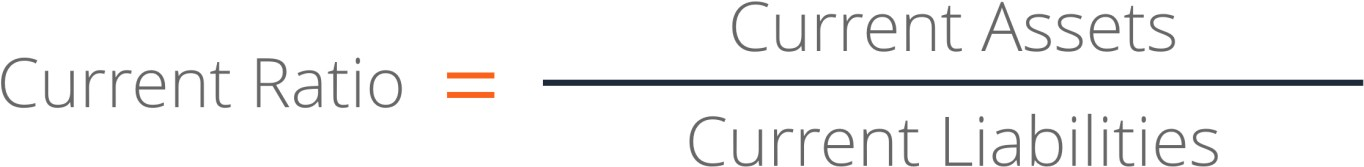 Current Ratio = Current Assets
Current Liabilities